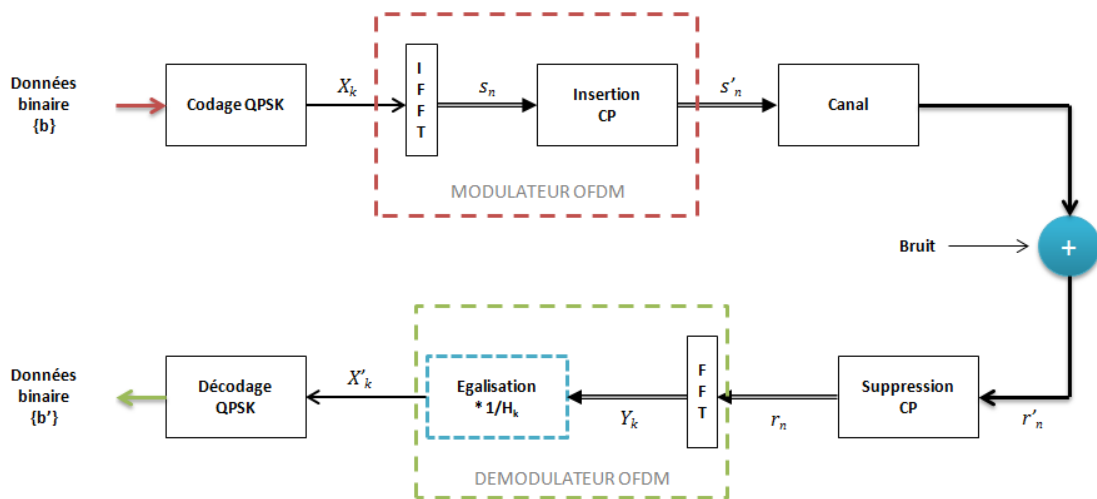 Données
binaire
{b}
Codage QPSK
X_k
I
F
F
T
s_n
Insertion
CP
s'_n
Canal
MODULATEUR OFDM
Bruit
+
Données
binaire
{b'}
Décodage
QPSK
X'_k
Egalisation
* 1/H_k
Y_k
F
F
T
r_n
Suppression
CP
r'_n
DEMODULATEUR OFDM